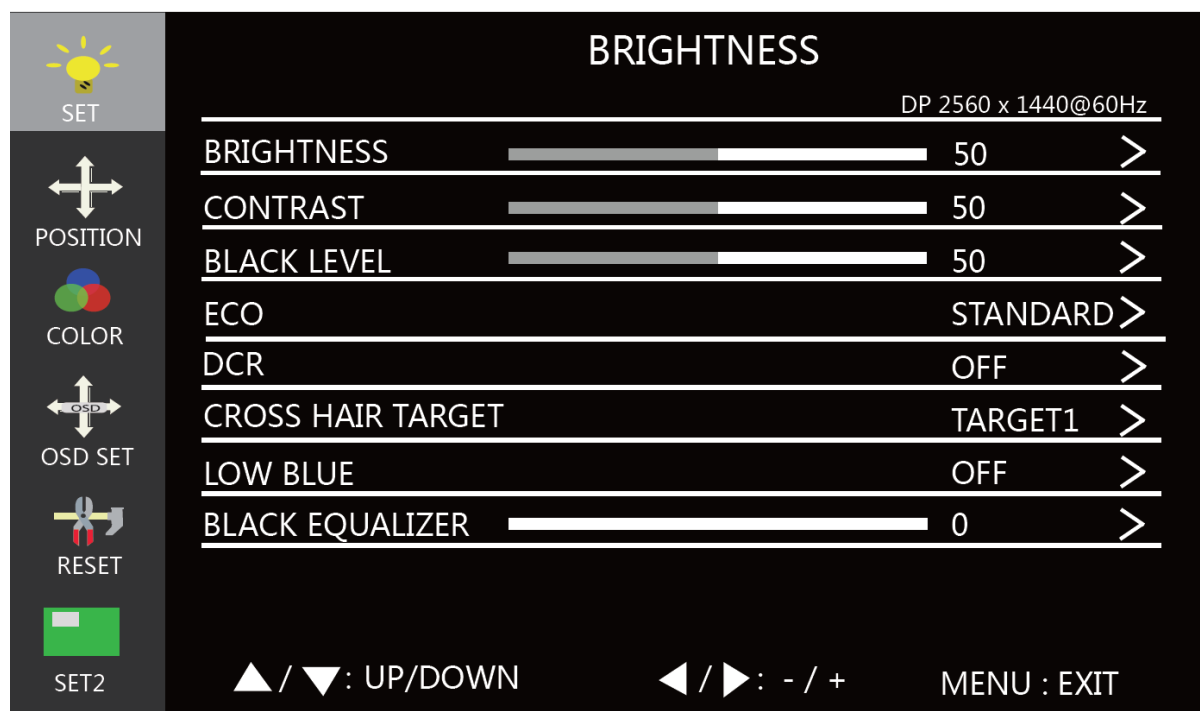 BRIGHTNESS
DP 2560 x 1440@60Hz
SET
POSITION
COLOR
OSD
OSD SET
RESET
SET2
BRIGHTNESS 50
CONTRAST 50
BLACK LEVEL 50
ECO STANDARD
DCR OFF
CROSS HAIR TARGET TARGET1
LOW BLUE OFF
BLACK EQUALIZER 0
/ : UP/DOWN / : - / + MENU : EXIT